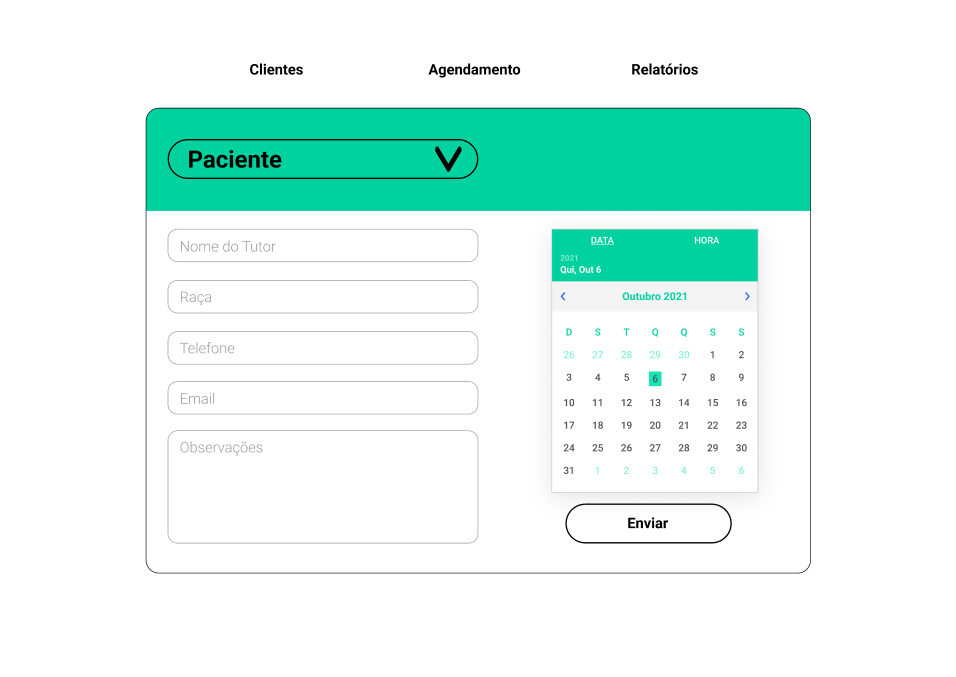 Clientes Agendamento Relatórios
Paciente
Nome do Tutor
Raça
Telefone
Email
Observações
DATA HORA
2021
Qui, Out 6
Outubro 2021
D S T Q Q S S
26 27 28 29 30 1 2
3 4 5 6 7 8 9
10 11 12 13 14 15 16
17 18 19 20 21 22 23
24 25 26 27 28 29 30
31 1 2 3 4 5 6
Enviar